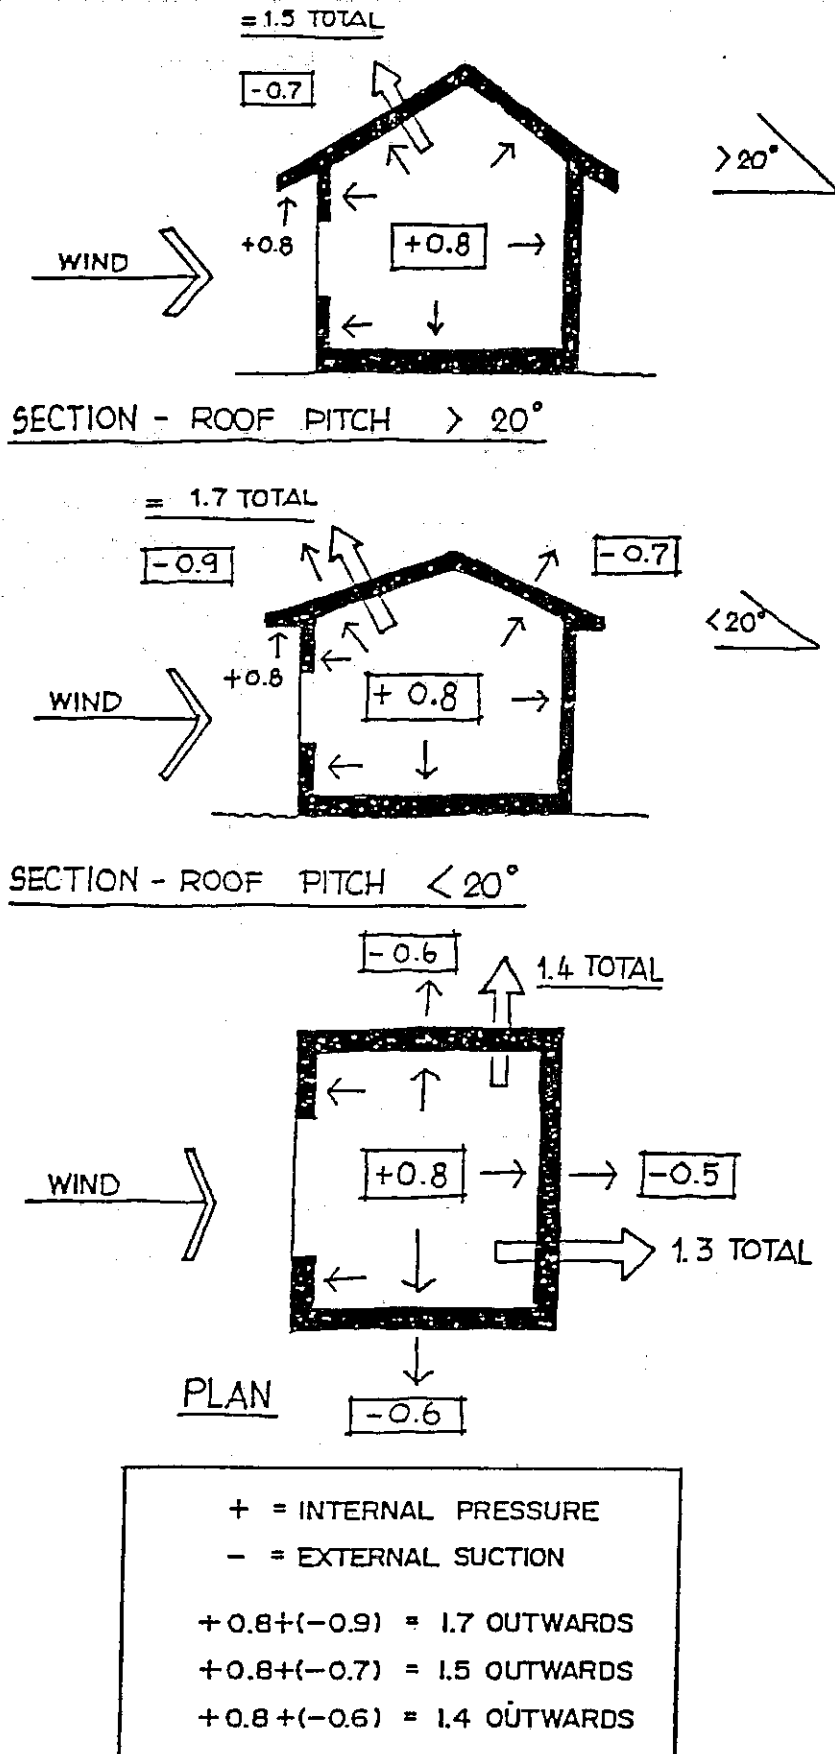 = 1.5 TOTAL
-0.7
>20°
+0.8
+0.8
WIND
SECTION - ROOF PITCH > 20°
= 1.7 TOTAL
-0.9
-0.7
<20°
+0.8
+ 0.8
WIND
SECTION - ROOF PITCH < 20°
-0.6
1.4 TOTAL
+0.8
-0.5
WIND
1.3 TOTAL
PLAN
-0.6
+ = INTERNAL PRESSURE
- = EXTERNAL SUCTION
+0.8+(-0.9) = 1.7 OUTWARDS
+0.8+(-0.7) = 1.5 OUTWARDS
+0.8+(-0.6) = 1.4 OUTWARDS